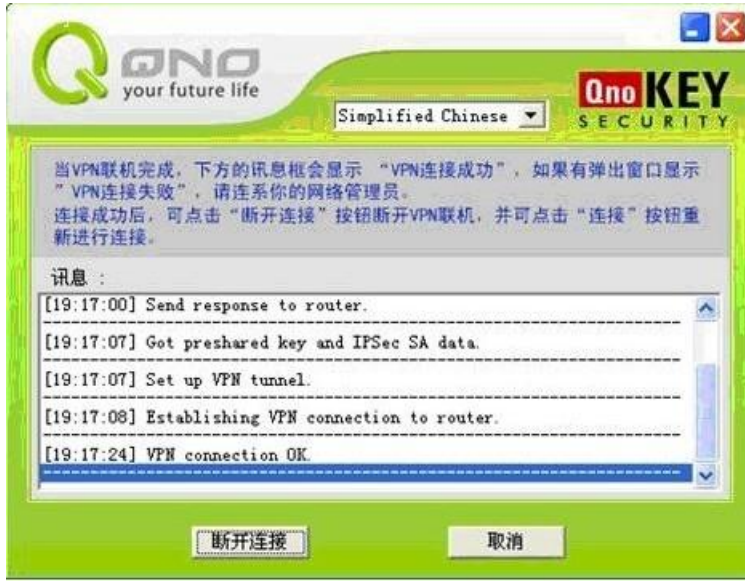 QNO
your future life
Simplified Chinese
Qno KEY
SECURITY
当VPN联机完成，下方的讯息框会显示 “VPN连接成功”，如果有弹出窗口显示
”VPN连接失败”，请连系你的网络管理员。
连接成功后，可点击“断开连接”按钮断开VPN联机，并可点击“连接”按钮重
新进行连接。
讯息 :
[19:17:00] Send response to router.
[19:17:07] Got preshared key and IPSec SA data.
[19:17:07] Set up VPN tunnel.
[19:17:08] Establishing VPN connection to router.
[19:17:24] VPN connection OK.
断开连接
取消